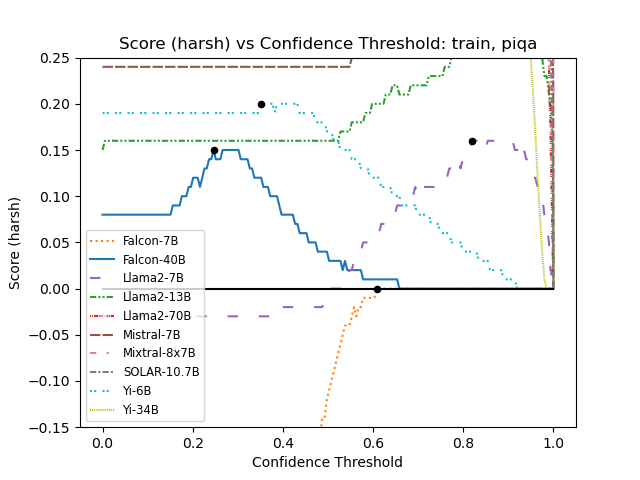 Score (harsh) vs Confidence Threshold: train, piqa
Score (harsh)
0.25
0.20
0.15
0.10
0.05
0.00
−0.05
−0.10
−0.15
Falcon-7B
Falcon-40B
Llama2-7B
Llama2-13B
Llama2-70B
Mistral-7B
Mixtral-8x7B
SOLAR-10.7B
Yi-6B
Yi-34B
0.0 0.2 0.4 0.6 0.8 1.0
Confidence Threshold